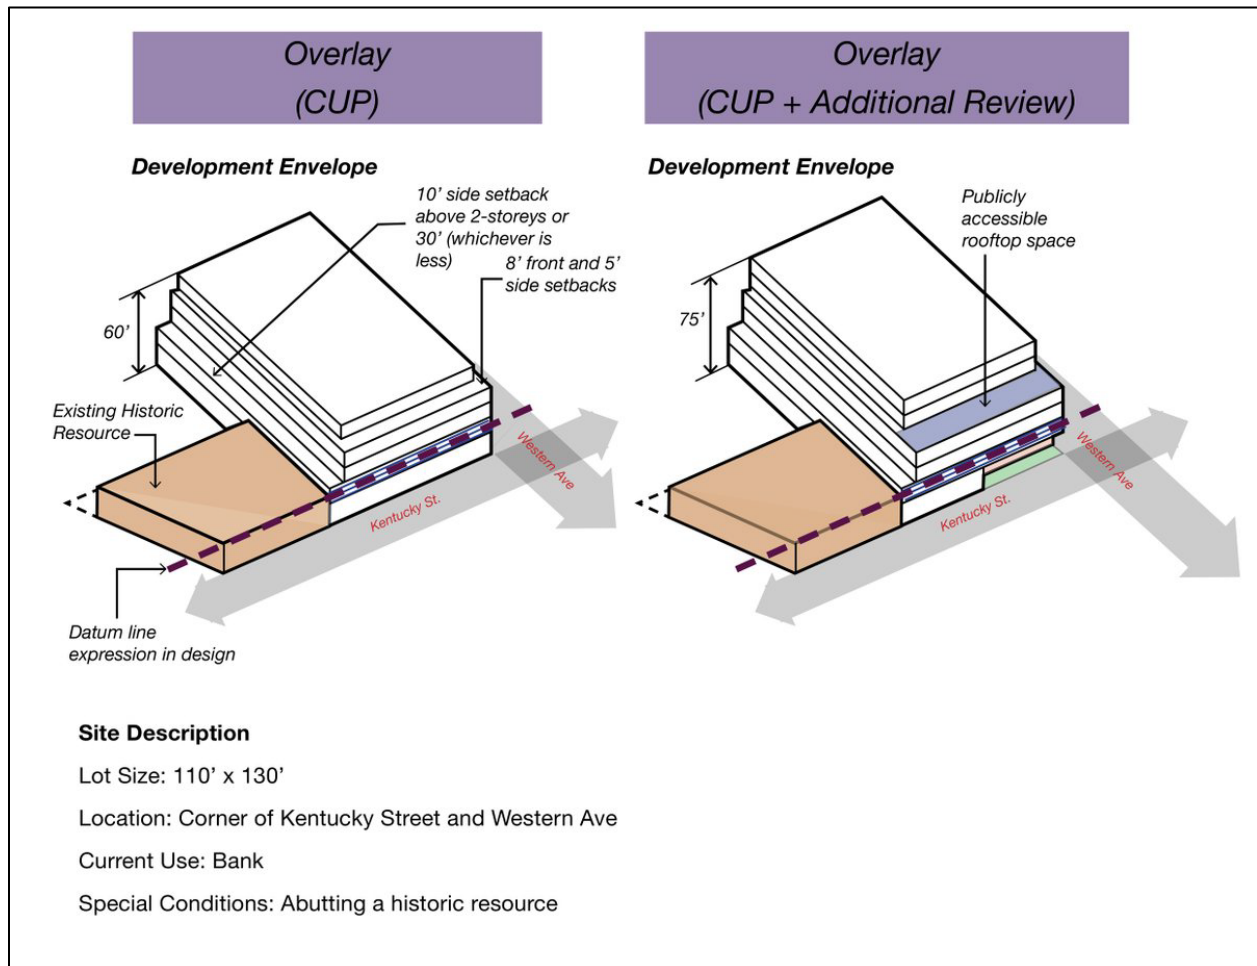 Overlay
(CUP)
Overlay
(CUP + Additional Review)
Development Envelope
10’ side setback
above 2-storeys or
30’ (whichever is
less)
8’ front and 5’
side setbacks
60’
Existing Historic
Resource
Western Ave
Kentucky St.
Datum line
expression in design
Development Envelope
Publicly
accessible
rooftop space
75’
Western Ave
Kentucky St.
Site Description
Lot Size: 110’ x 130’
Location: Corner of Kentucky Street and Western Ave
Current Use: Bank
Special Conditions: Abutting a historic resource